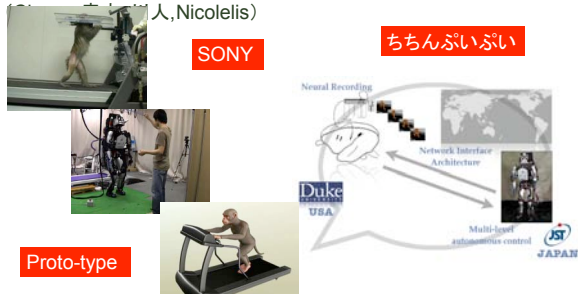 人,Nicolelis）
SONY
ちちんぷいぷい
Neural Recording
Network Interface
Architecture
Duke
UNIVERSITY
USA
Multi-level
autonomous control
JST
JAPAN
Proto-type